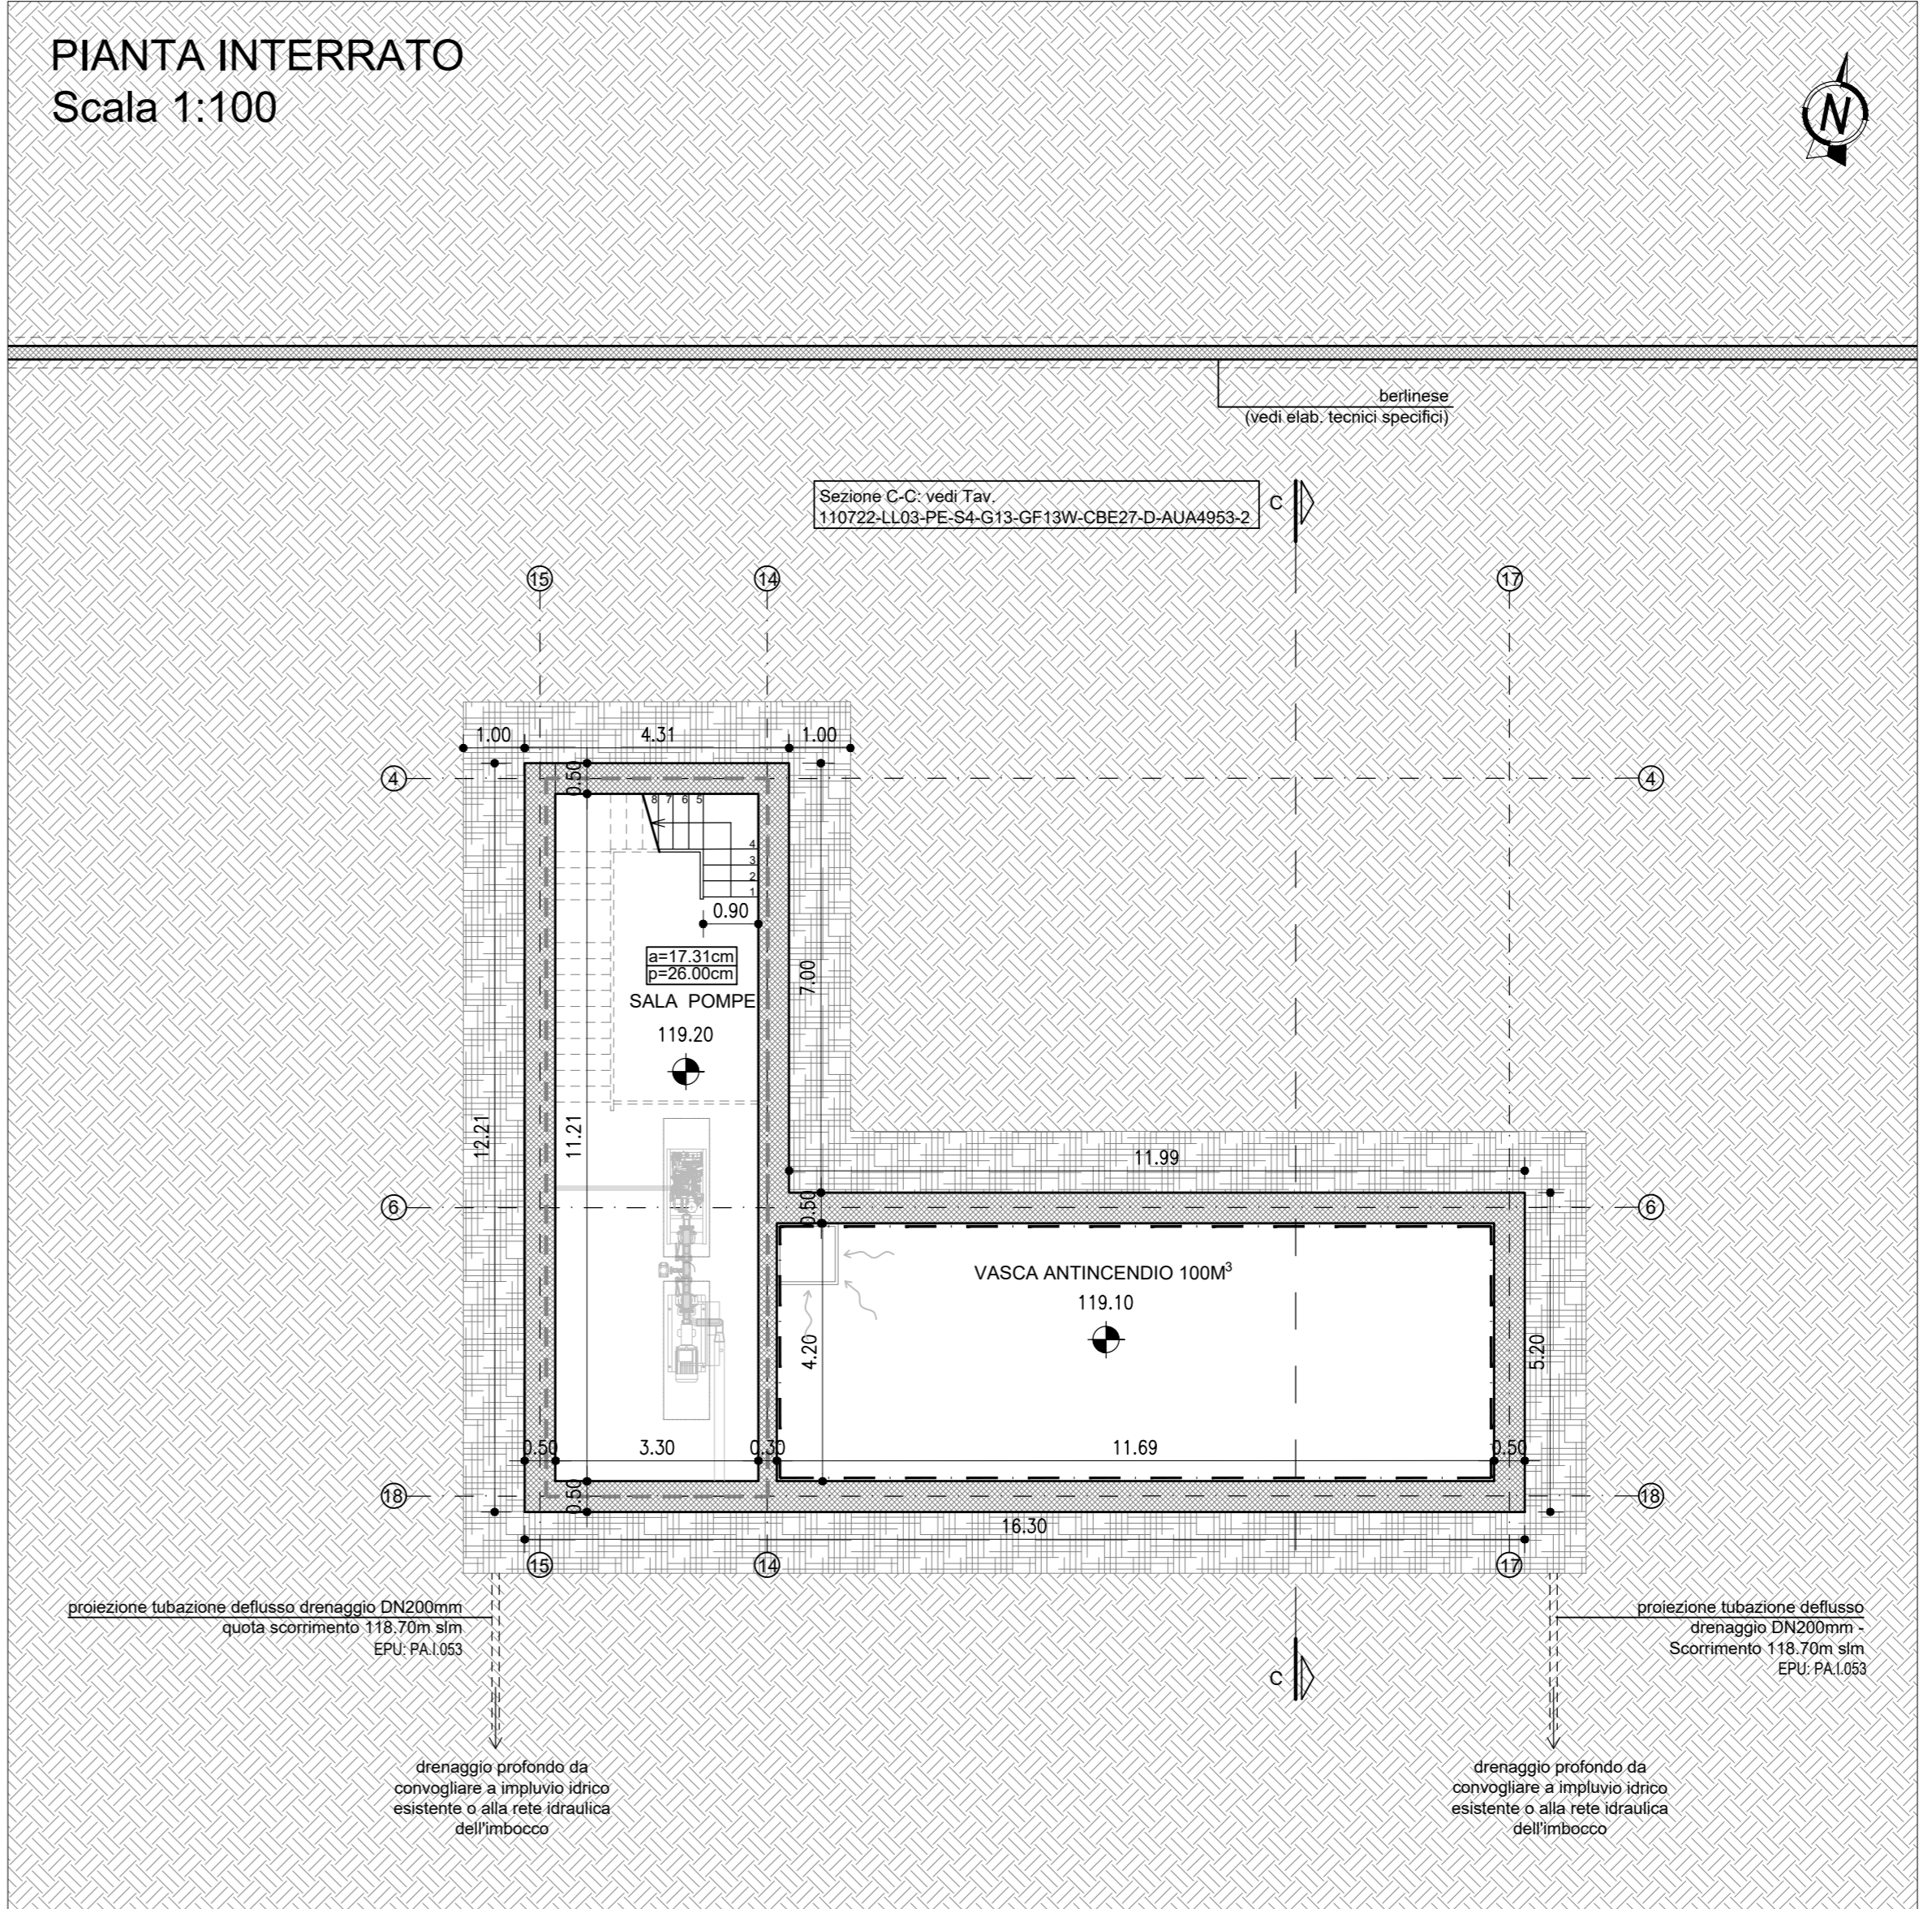 PIANTA INTERRATO
Scala 1:100
N
berlinese
(vedi elab. tecnici specifici)
Sezione C-C: vedi Tav.
110722-LL03-PE-S4-G13-GF13W-CBE27-D-AUA4953-2
C
15
14
17
1.00
4.31
1.00
4
4
0.50
8 7 6 5
4
3
2
1
0.90
a=17.31cm
p=26.00cm
7.00
SALA POMPE
119.20
12.21
11.21
11.99
6
6
0.50
VASCA ANTINCENDIO 100M³
119.10
4.20
5.20
0.50
3.30
0.30
11.69
0.50
18
18
0.50
16.30
15
14
17
proiezione tubazione deflusso drenaggio DN200mm
quota scorrimento 118.70m slm
EPU: PA.I.053
proiezione tubazione deflusso
drenaggio DN200mm -
Scorrimento 118.70m slm
EPU: PA.I.053
C
drenaggio profondo da
convogliare a impluvio idrico
esistente o alla rete idraulica
dell'imbocco
drenaggio profondo da
convogliare a impluvio idrico
esistente o alla rete idraulica
dell'imbocco